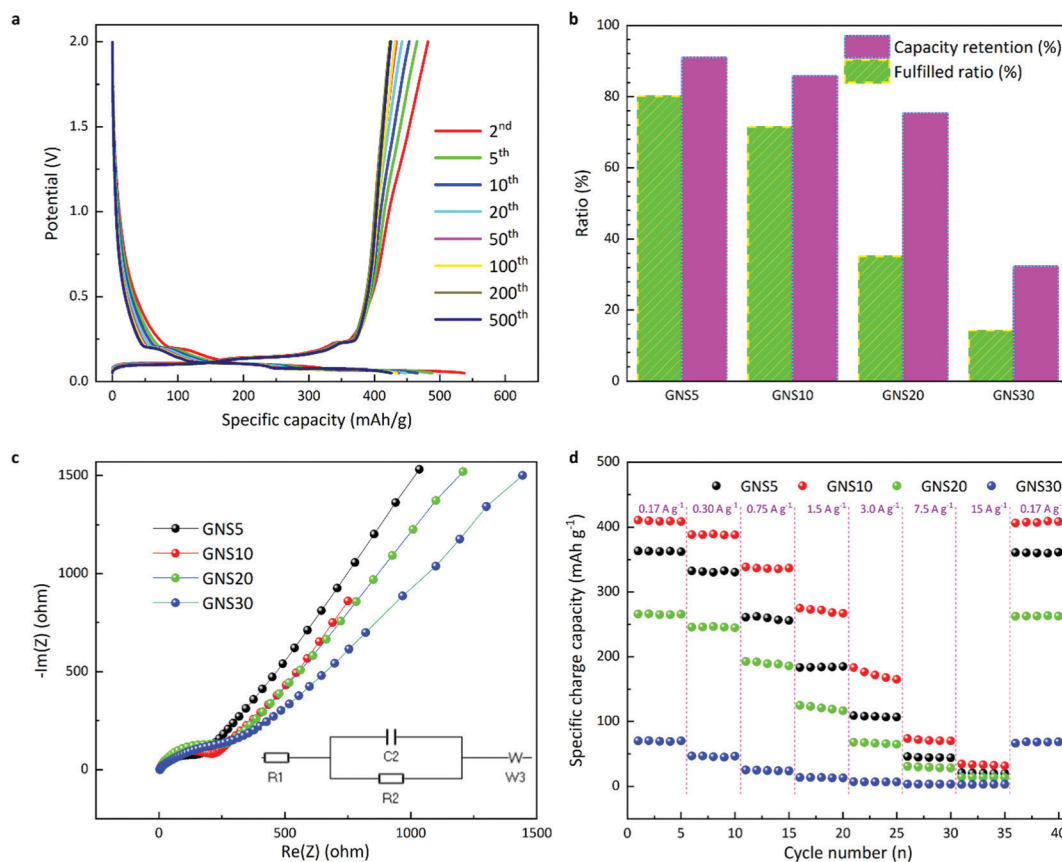 a
2.0
1.5
1.0
0.5
0.0
Potential (V)
2nd
5th
10th
20th
50th
100th
200th
500th
0 100 200 300 400 500 600
Specific capacity (mAh/g)
b
100
80
60
40
20
0
Ratio (%)
Capacity retention (%)
Fulfilled ratio (%)
GNS5 GNS10 GNS20 GNS30
c
1500
1000
500
0
-Im(Z) (ohm)
GNS5
GNS10
GNS20
GNS30
R1
C2
R2
W
W3
0 500 1000 1500
Re(Z) (ohm)
d
500
400
300
200
100
0
Specific charge capacity (mAh g-1)
GNS5 GNS10 GNS20 GNS30
0.17 A g-1 0.30 A g-1 0.75 A g-1 1.5 A g-1 3.0 A g-1 7.5 A g-1 15 A g-1 0.17 A g-1
0 5 10 15 20 25 30 35 40
Cycle number (n)